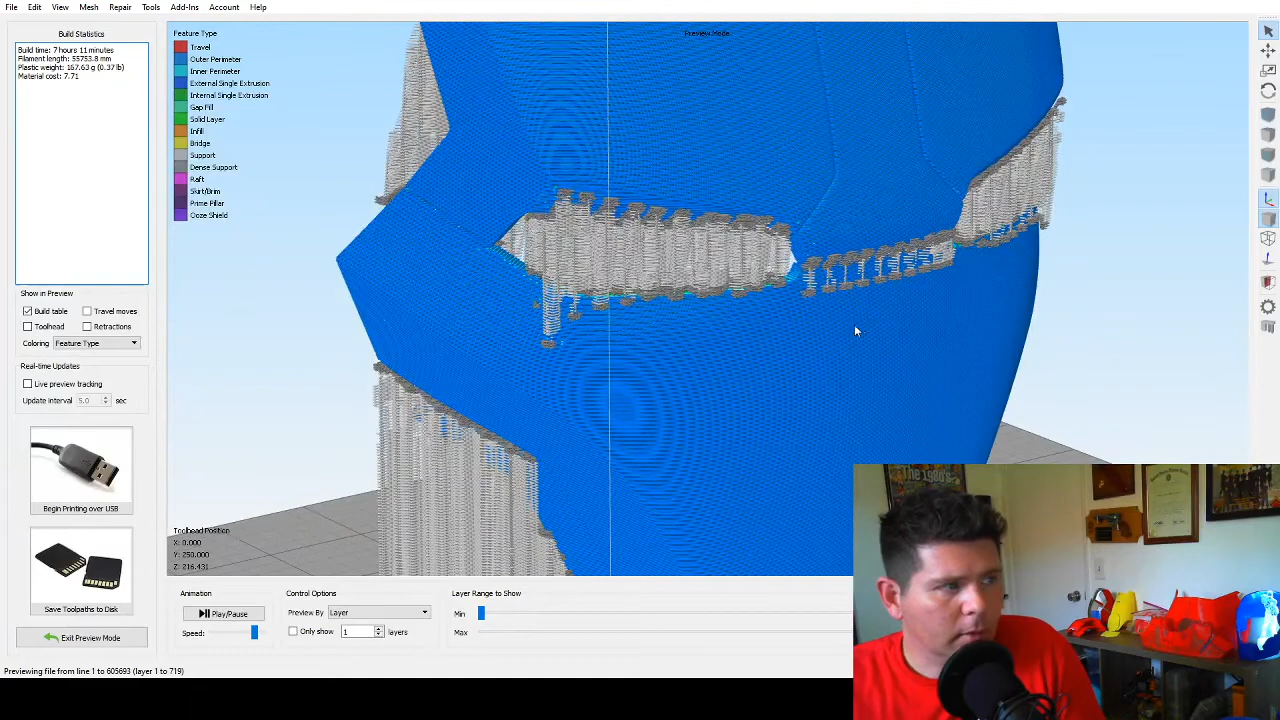 File Edit View Mesh Repair Tools Add-Ins Account Help
Build Statistics
Build time: 7 hours 11 minutes
Filament length: 55753.8 mm
Plastic weight: 167.63 g (0.37 lb)
Material cost: 7.71
Show in Preview
Build table
Travel moves
Toolhead
Retractions
Coloring Feature Type
Real-time Updates
Live preview tracking
Update interval 5.0 sec
Begin Printing over USB
Save Toolpaths to Disk
Exit Preview Mode
Previewing file from line 1 to 605693 (layer 1 to 719)
Feature Type
Travel
Outer Perimeter
Inner Perimeter
External Single Extrusion
Internal Single Extrusion
Gap Fill
Solid Layer
Infill
Bridge
Support
Dense Support
Raft
Skirt/Brim
Prime Pillar
Ooze Shield
Preview Mode
Toolhead Position
X: 0.000
Y: 250.000
Z: 216.431
Animation
Play/Pause
Speed:
Control Options
Preview By Layer
Only show 1 layers
Layer Range to Show
Min
Max
The 1980's